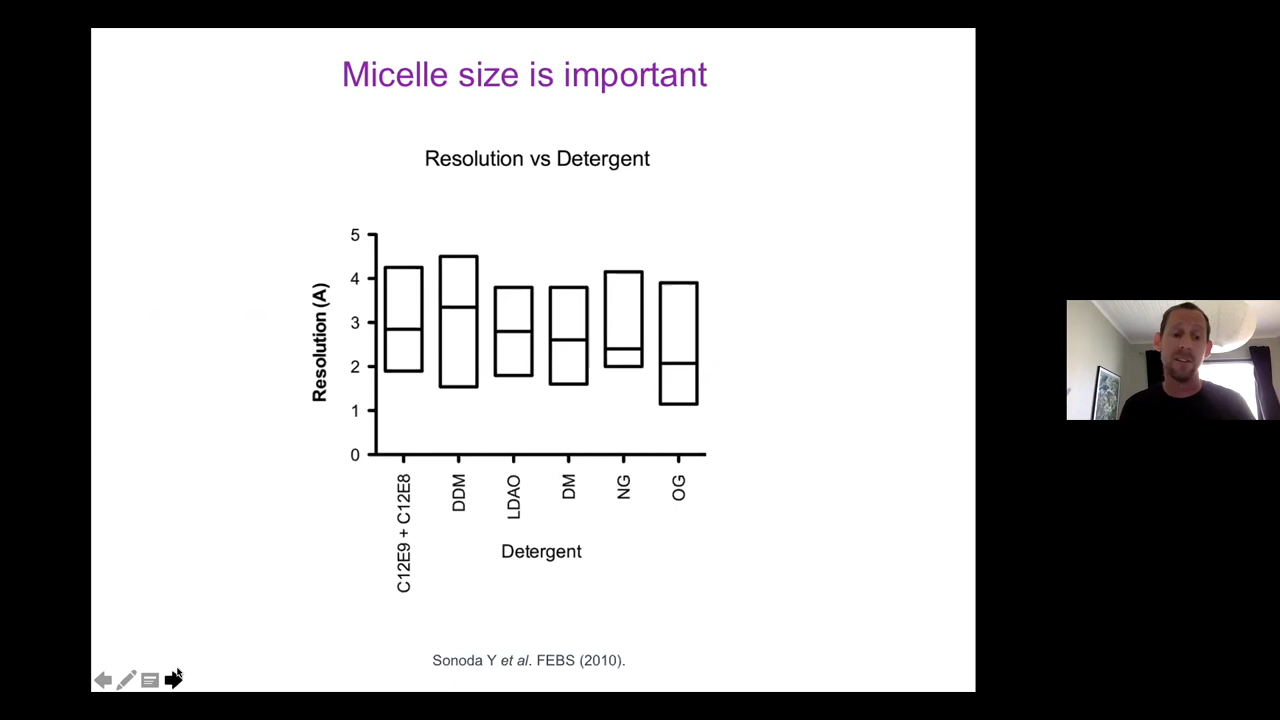 Micelle size is important
Resolution vs Detergent
Resolution (A)
5
4
3
2
1
0
C12E9 + C12E8
DDM
LDAO
DM
NG
OG
Detergent
Sonoda Y et al. FEBS (2010).